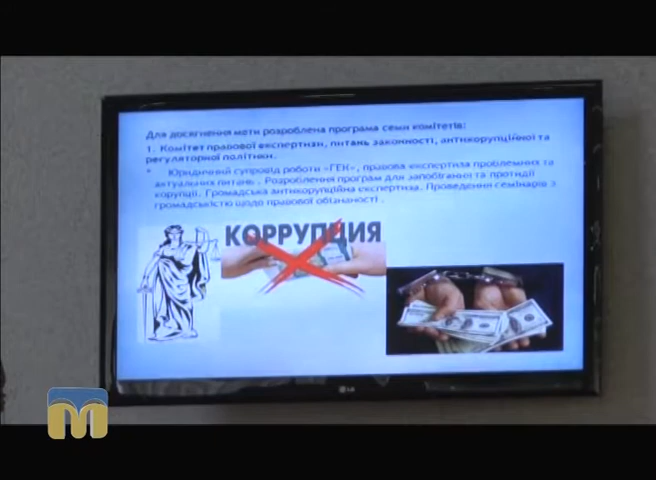 Для досягнення мети розроблена програма семи комітетів:
1. Комітет правової експертизи, питань законності, антикорупційної та
регуляторної політики.
• Юридичний супровід роботи «ГЕК», правова експертиза проблемних та
актуальних питань. Розроблення програм для запобігання та протидії
корупції. Громадська антикорупційна експертиза. Проведення семінарів з
громадськістю щодо правової обізнаності.
КОРРУПЦИЯ
LG